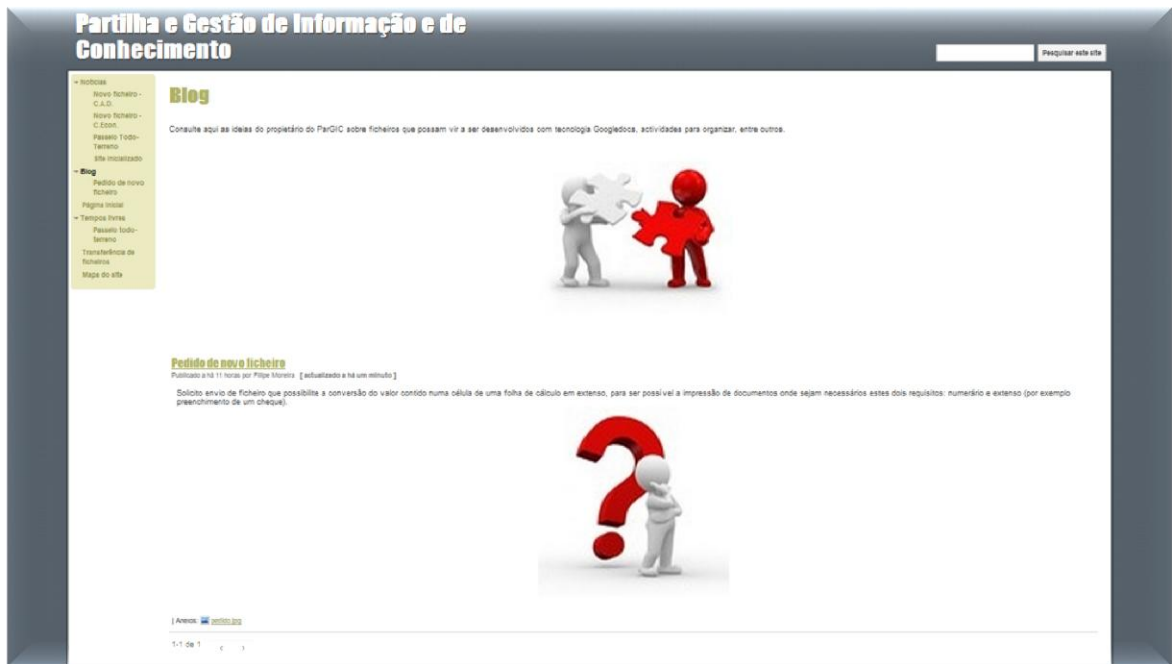 Partilha e Gestão de Informação e de
Conhecimento
Pesquisar este site
Notícias
Novo ficheiro -
C.A.D.
Novo ficheiro -
C.Econ.
Passeio Todo-
Terreno
Site inicializado
Blog
Pedido de novo
ficheiro
Página inicial
Tempos livres
Passeio todo-
terreno
Transferência de
ficheiros
Mapa do site
Blog
Consulte aqui as ideias do propietário do ParGIC sobre ficheiros que possam vir a ser desenvolvidos com tecnologia Googledocs, actividades para organizar, entre outros.
Pedido de novo ficheiro
Publicado a há 11 horas por Filipe Moreira [ actualizado a há um minuto ]
Solicito envio de ficheiro que possibilite a conversão do valor contido numa célula de uma folha de cálculo em extenso, para ser possível a impressão de documentos onde sejam necessários estes dois requisitos: numerário e extenso (por exemplo
preenchimento de um cheque).
| Anexos: pedido.jpg
1-1 de 1 ‹ ›